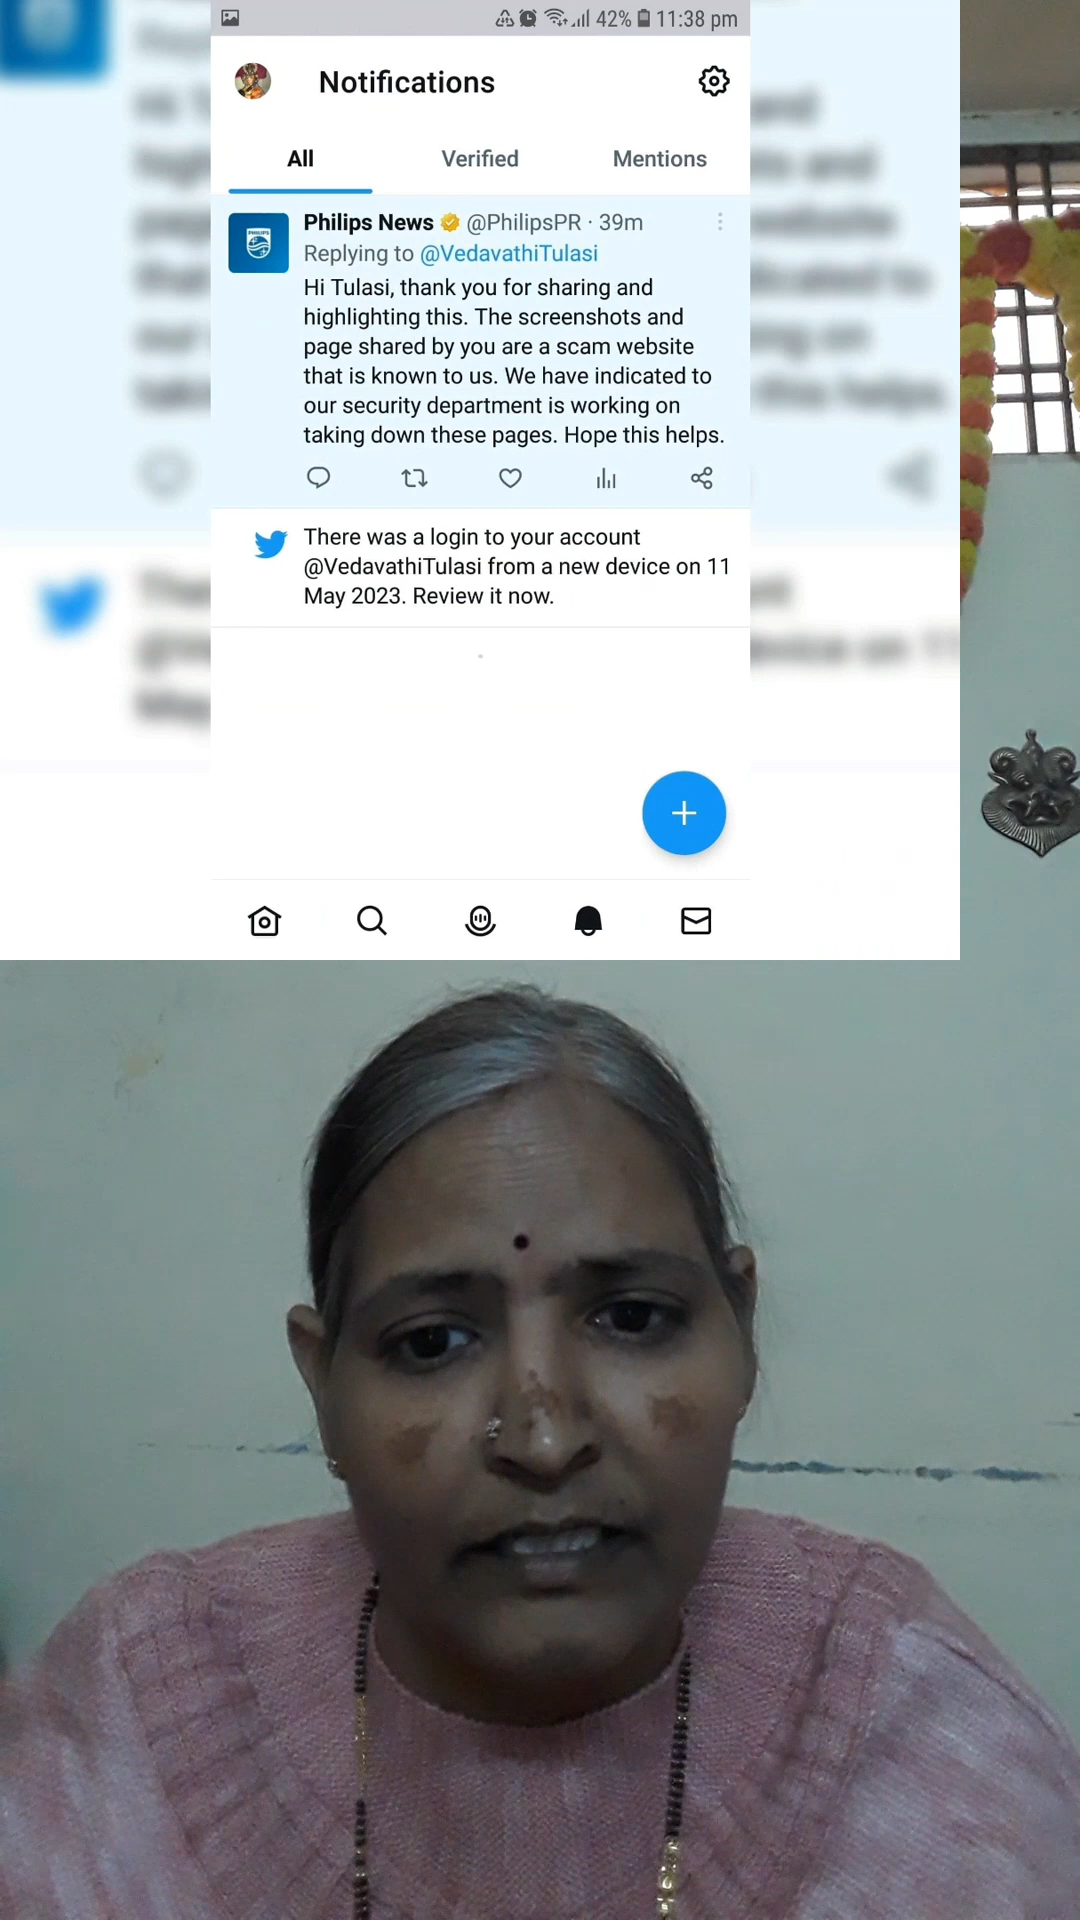 42% 11:38 pm
Notifications
All Verified Mentions
PHILIPS
Philips News @PhilipsPR · 39m
Replying to @VedavathiTulasi
Hi Tulasi, thank you for sharing and
highlighting this. The screenshots and
page shared by you are a scam website
that is known to us. We have indicated to
our security department is working on
taking down these pages. Hope this helps.
There was a login to your account
@VedavathiTulasi from a new device on 11
May 2023. Review it now.